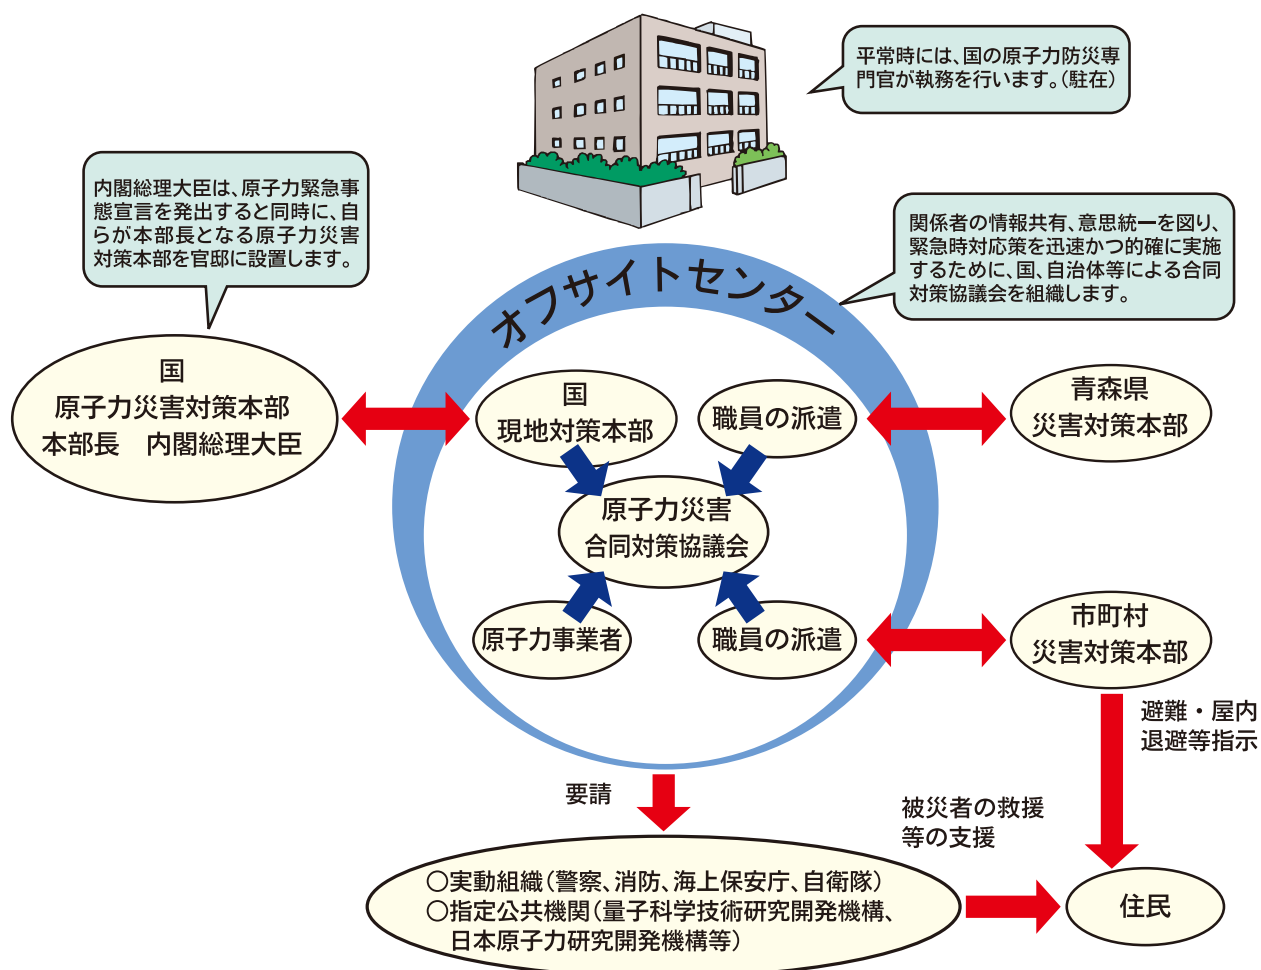 平常時には、国の原子力防災専
門官が執務を行います。（駐在）
内閣総理大臣は、原子力緊急事
態宣言を発出すると同時に、自
らが本部長となる原子力災害
対策本部を官邸に設置します。
関係者の情報共有、意思統一を図り、
緊急時対応策を迅速かつ的確に実施
するために、国、自治体等による合同
対策協議会を組織します。
オフサイトセンター
国
原子力災害対策本部
本部長　内閣総理大臣
国
現地対策本部
職員の派遣
青森県
災害対策本部
原子力災害
合同対策協議会
原子力事業者
職員の派遣
市町村
災害対策本部
避難・屋内
退避等指示
要請
被災者の救援
等の支援
○実動組織（警察、消防、海上保安庁、自衛隊）
○指定公共機関（量子科学技術研究開発機構、
日本原子力研究開発機構等）
住民